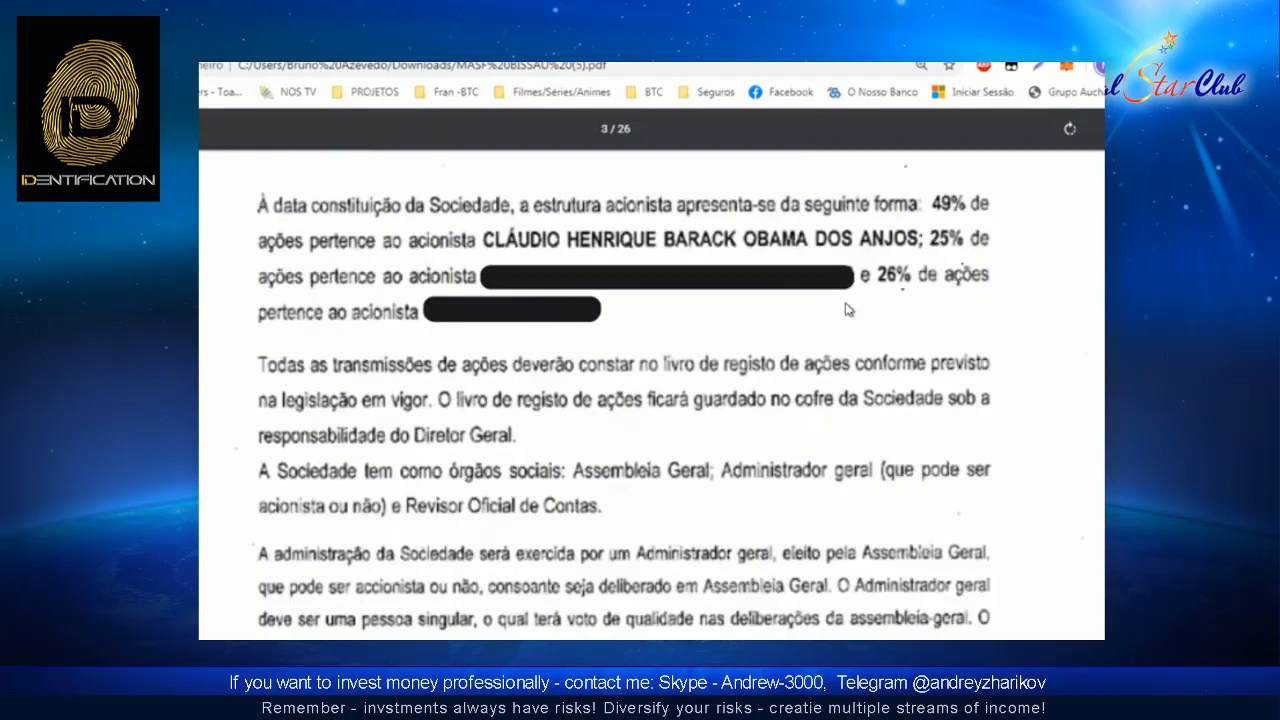 IDENTIFICATION
l StarClub
neiro | C:/Users/Bruno%20Azevedo/Downloads/MASF%20BISSAU%20(5).pdf
rs - Toa... NOS TV PROJETOS Fran -BTC Filmes/Séries/Animes BTC Seguros Facebook O Nosso Banco Iniciar Sessão Grupo Aucha
3 / 26
À data constituição da Sociedade, a estrutura acionista apresenta-se da seguinte forma: 49% de
ações pertence ao acionista CLÁUDIO HENRIQUE BARACK OBAMA DOS ANJOS; 25% de
ações pertence ao acionista e 26% de ações
pertence ao acionista
Todas as transmissões de ações deverão constar no livro de registo de ações conforme previsto
na legislação em vigor. O livro de registo de ações ficará guardado no cofre da Sociedade sob a
responsabilidade do Diretor Geral.
A Sociedade tem como órgãos sociais: Assembleia Geral; Administrador geral (que pode ser
acionista ou não) e Revisor Oficial de Contas.
A administração da Sociedade será exercida por um Administrador geral, eleito pela Assembleia Geral,
que pode ser accionista ou não, consoante seja deliberado em Assembleia Geral. O Administrador geral
deve ser uma pessoa singular, o qual terá voto de qualidade nas deliberações da assembleia-geral. O
If you want to invest money professionally - contact me: Skype - Andrew-3000, Telegram @andreyzharikov
Remember - invstments always have risks! Diversify your risks - creatie multiple streams of income!